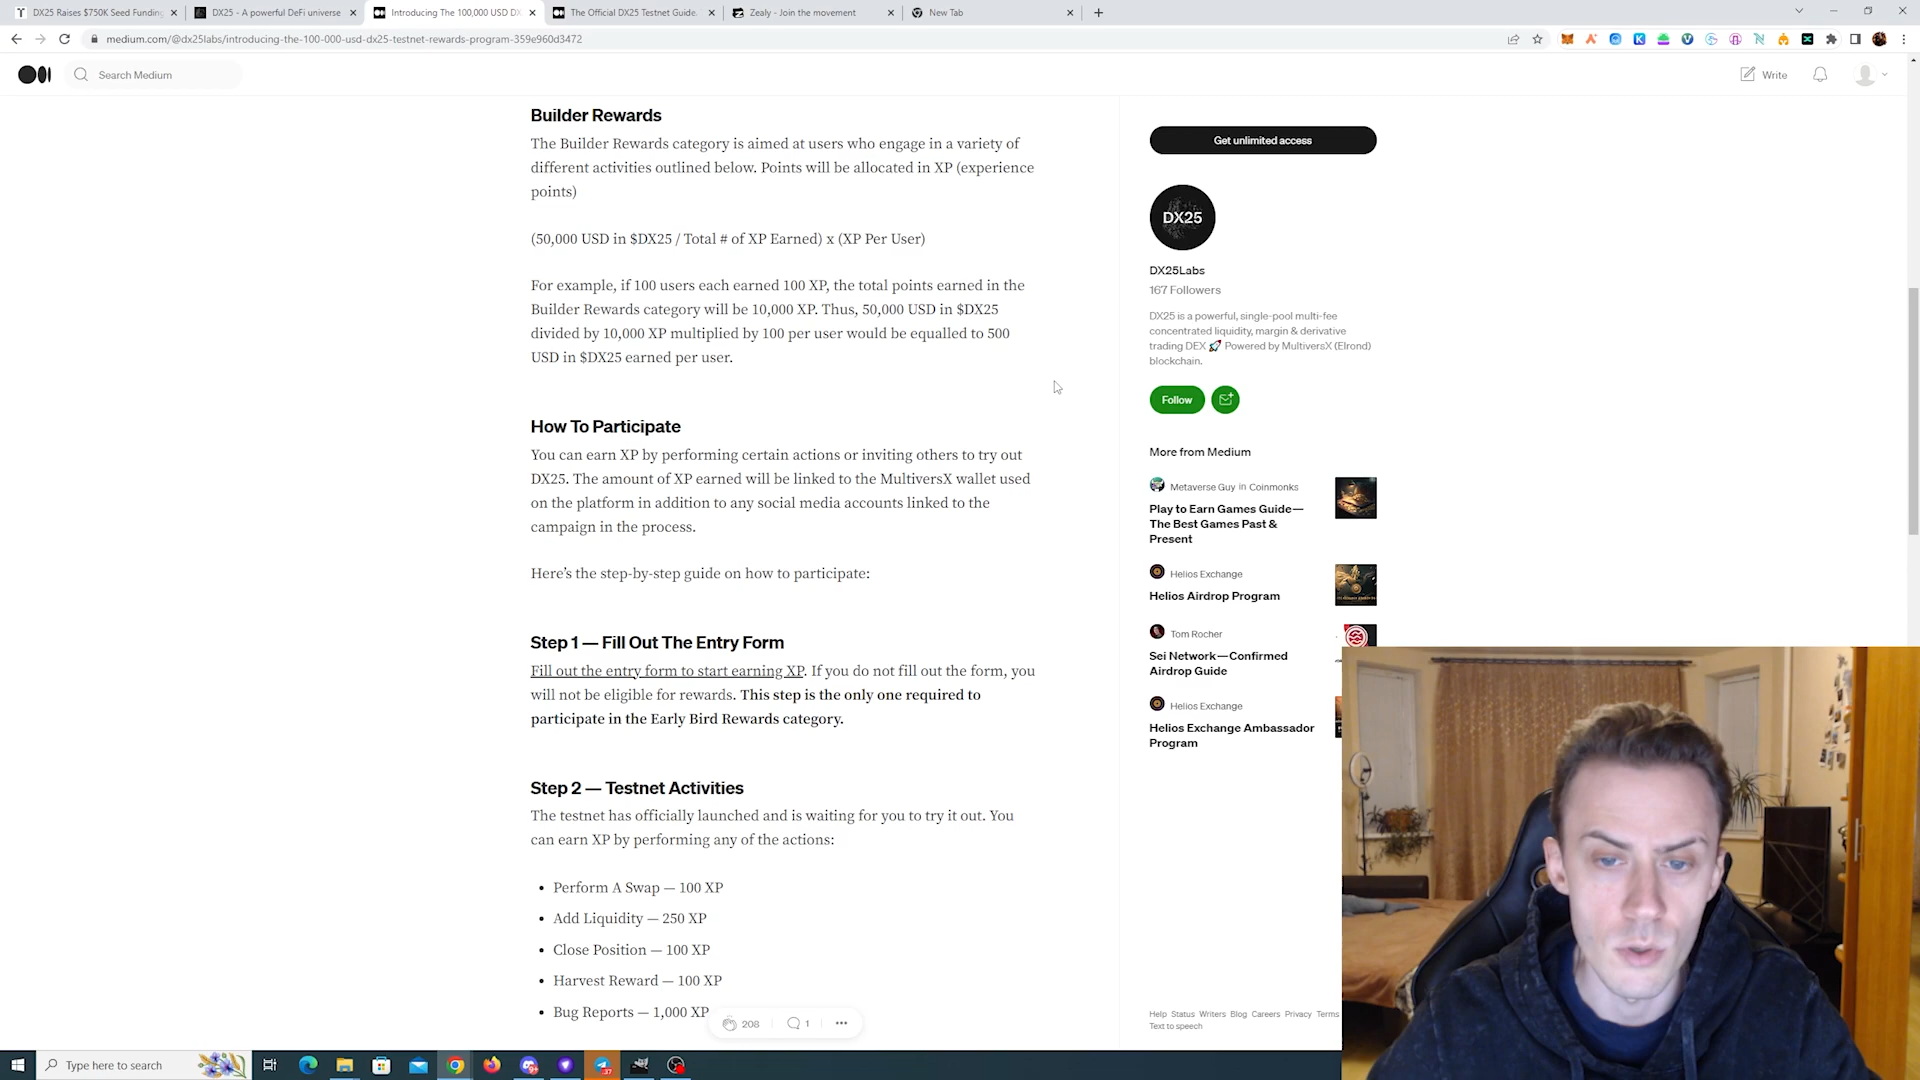 DX25 Raises $750K Seed Funding
DX25 - A powerful DeFi universe
Introducing The 100,000 USD DX
The Official DX25 Testnet Guide.
Zealy - Join the movement
New Tab
medium.com/@dx25labs/introducing-the-100-000-usd-dx25-testnet-rewards-program-359e960d3472
Search Medium
Write
Builder Rewards
The Builder Rewards category is aimed at users who engage in a variety of
different activities outlined below. Points will be allocated in XP (experience
points)
(50,000 USD in $DX25 / Total # of XP Earned) x (XP Per User)
For example, if 100 users each earned 100 XP, the total points earned in the
Builder Rewards category will be 10,000 XP. Thus, 50,000 USD in $DX25
divided by 10,000 XP multiplied by 100 per user would be equalled to 500
USD in $DX25 earned per user.
How To Participate
You can earn XP by performing certain actions or inviting others to try out
DX25. The amount of XP earned will be linked to the MultiversX wallet used
on the platform in addition to any social media accounts linked to the
campaign in the process.
Here's the step-by-step guide on how to participate:
Step 1 — Fill Out The Entry Form
Fill out the entry form to start earning XP. If you do not fill out the form, you
will not be eligible for rewards. This step is the only one required to
participate in the Early Bird Rewards category.
Step 2 — Testnet Activities
The testnet has officially launched and is waiting for you to try it out. You
can earn XP by performing any of the actions:
• Perform A Swap — 100 XP
• Add Liquidity — 250 XP
• Close Position — 100 XP
• Harvest Reward — 100 XP
• Bug Reports — 1,000 XP
208
1
Get unlimited access
DX25
DX25Labs
167 Followers
DX25 is a powerful, single-pool multi-fee
concentrated liquidity, margin & derivative
trading DEX 🚀 Powered by MultiversX (Elrond)
blockchain.
Follow
More from Medium
Metaverse Guy in Coinmonks
Play to Earn Games Guide—
The Best Games Past &
Present
Helios Exchange
Helios Airdrop Program
Tom Rocher
Sei Network—Confirmed
Airdrop Guide
Helios Exchange
Helios Exchange Ambassador
Program
Help Status Writers Blog Careers Privacy Terms
Text to speech
Type here to search